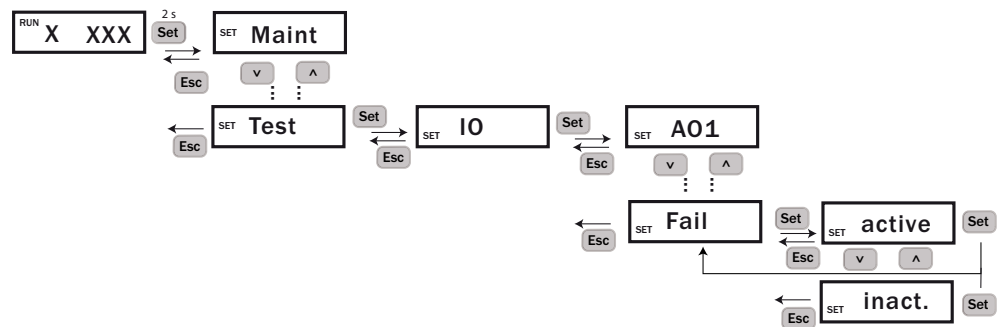 2 s
RUN X XXX Set SET Maint
Esc v ʌ
SET Test Set SET IO Set SET AO1
Esc Esc Esc
v ʌ
SET Fail Set SET active Set
Esc Esc v ʌ
SET inact. Set
Esc